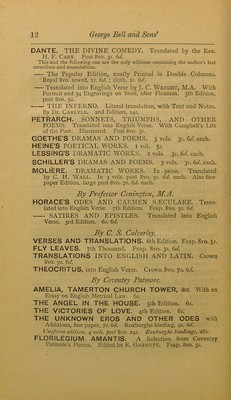 12 George Bell and Sons'
DANTE. THE DIVINE COMEDY. Translated by the Rev.
H. F. CARY. Post 8vo. 3s. 6d.
This and the following one are the only editions containing the author's last
corrections and emendations.
— The Popular Edition, neatly Printed in Double Columns.
Royal 8vo. sewed, 1s. 6d.; cloth, 2s. 6d.
— Translated into English Verse by J. C. WRIGHT, M.A. With
Portrait and 34 Engravings on Steel, after Flaxman. 5th Edition,
post 8vo. 5s.
— THE INFERNO. Literal translation, with Text and Notes.
By Dr. CARLYLE. 2nd Edition, 14s.
PETRARCH. SONNETS, TRIUMPHS, AND OTHER
POEMS. Translated into English Verse. With Campbell's Life
of the Poet. Illustrated. Post 8vo. 5s.
GOETHE'S DRAMAS AND POEMS. 3 vols. 3s. 6d. each.
HEINE'S POETICAL WORKS. 1 vol. 5s.
LESSING'S DRAMATIC WORKS. 2 vols. 3s. 6d. each.
SCHILLER'S DRAMAS AND POEMS. 3 vols. 3s. 6d. each.
MOLIÈRE. DRAMATIC WORKS. In prose. Translated
by C. H. WALL. In 3 vols. post 8vo. 3s. 6d. each. Also fine-
paper Edition, large post 8vo. 7s. 6d. each.
By Professor Conington, M.A.
HORACE'S ODES AND CARMEN SÆCULARE. Trans-
lated into English Verse. 7th Edition. Fcap. 8vo. 5s. 6d.
— SATIRES AND EPISTLES. Translated into English
Verse. 3rd Edition. 6s. 6d.
By C. S. Calverley.
VERSES AND TRANSLATIONS. 6th Edition. Fcap. 8vo. 5s.
FLY LEAVES. 7th Thousand. Fcap. 8vo. 3s. 6d.
TRANSLATIONS INTO ENGLISH AND LATIN. Crown
8vo. 7s. 6d.
THEOCRITUS, into English Verse. Crown 8vo. 7s. 6d.
By Coventry Patmore.
AMELIA, TAMERTON CHURCH TOWER, &c. With an
Essay on English Metrical Law. 6s.
THE ANGEL IN THE HOUSE. 5th Edition. 6s.
THE VICTORIES OF LOVE. 4th Edition. 6s.
THE UNKNOWN EROS AND OTHER ODES with
Additions, fine paper, 7s. 6d. Roxburghe binding, 9s. 6d.
Uniform edition, 4 vols. post 8vo. 24s. Roxburghe bindings, 28s.
FLORILEGIUM AMANTIS. A Selection from Coventry
Patmore's Poems. Edited by R. GARNETT. Fcap. 8vo. 5s.